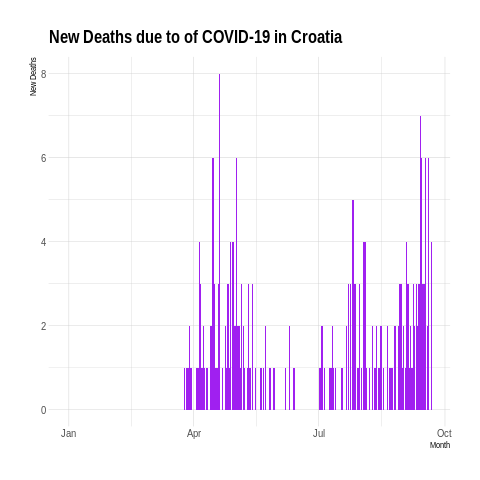 New Deaths due to of COVID-19 in Croatia
New Deaths
8
6
4
2
0
Jan Apr Jul Oct
Month